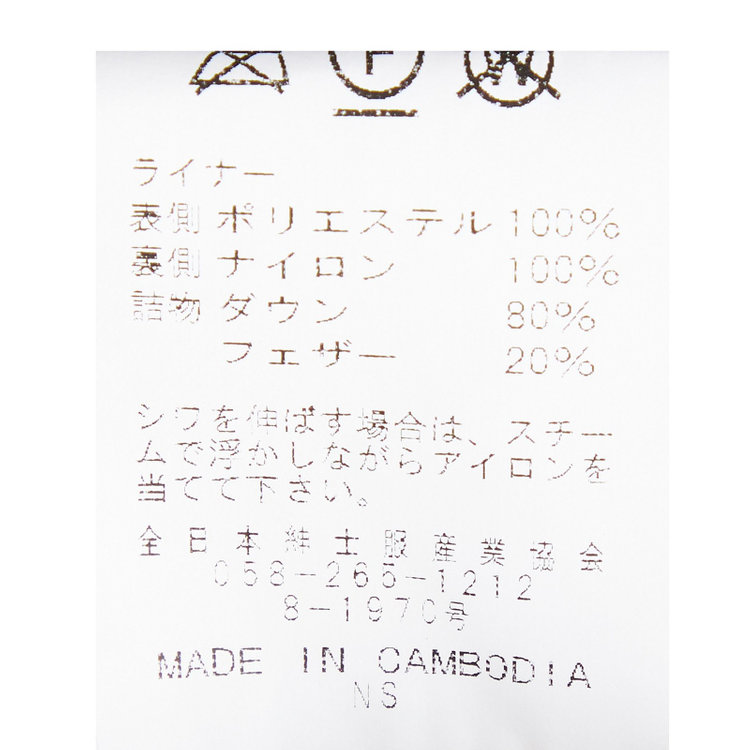 ライナー
表側 ポリエステル 100%
裏側 ナイロン 100%
詰物 ダウン 80%
フェザー 20%
シワを伸ばす場合は、スチー
ムで浮かしながらアイロンを
当てて下さい。
全日本紳士服産業協会
058-265-1212
8-1970号
MADE IN CAMBODIA
NS